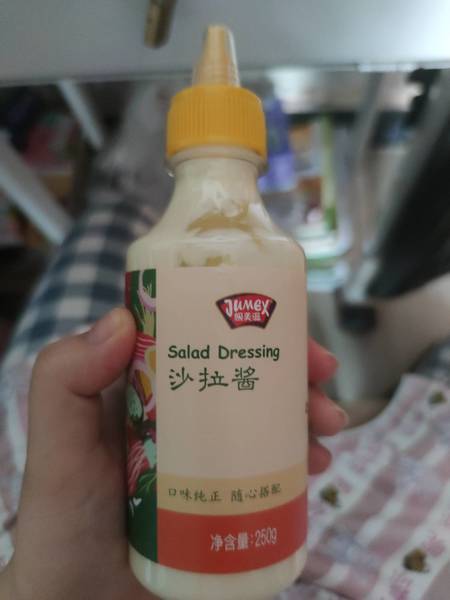 JUMEX
极美滋
Salad Dressing
沙拉酱
口味纯正 随心搭配
净含量:250g